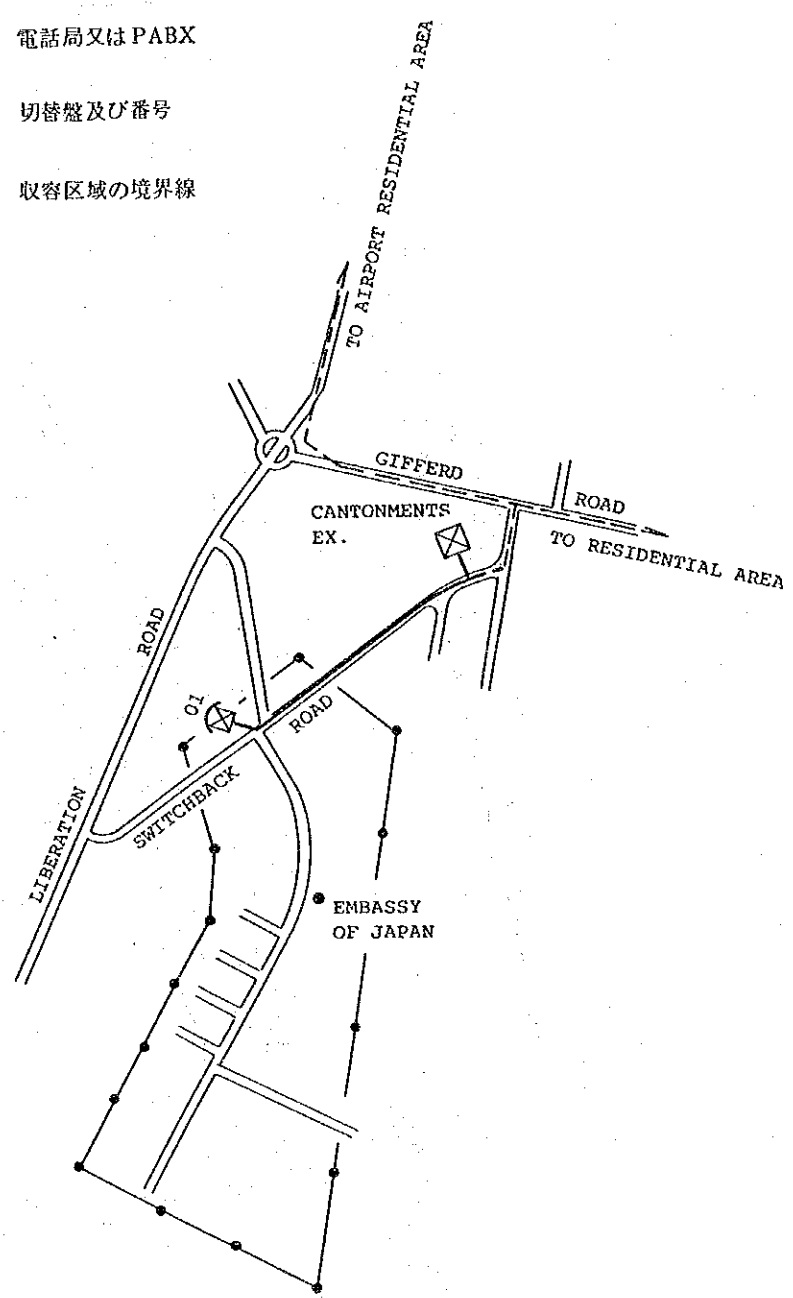 電話局又はPABX
切替盤及び番号
収容区域の境界線
TO AIRPORT RESIDENTIAL AREA
GIFFERD ROAD
CANTONMENTS
EX.
TO RESIDENTIAL AREA
ROAD
01
ROAD
SWITCHBACK
LIBERATION
EMBASSY
OF JAPAN